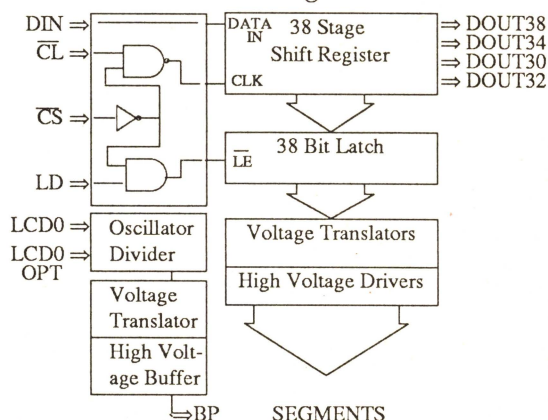 DIN
CL
CS
LD
DATA IN
CLK
38 Stage
Shift Register
DOUT38
DOUT34
DOUT30
DOUT32
LE
38 Bit Latch
LCD0
LCD0
OPT
Oscillator
Divider
Voltage Translators
High Voltage Drivers
Voltage
Translator
High Volt-
age Buffer
BP
SEGMENTS